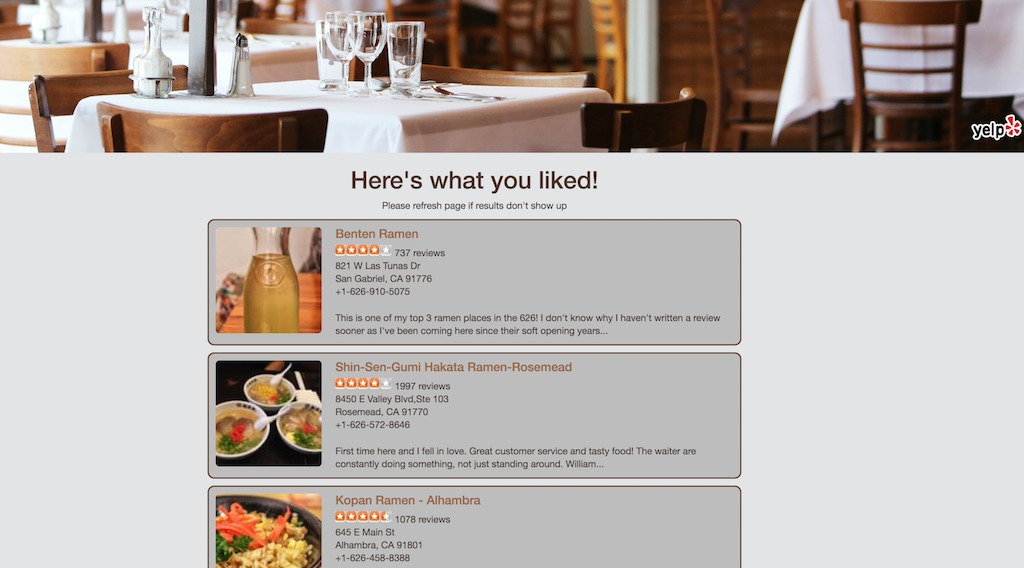 yelp
Here's what you liked!
Please refresh page if results don't show up
Benten Ramen
737 reviews
821 W Las Tunas Dr
San Gabriel, CA 91776
+1-626-910-5075
This is one of my top 3 ramen places in the 626! I don't know why I haven't written a review
sooner as I've been coming here since their soft opening years...
Shin-Sen-Gumi Hakata Ramen-Rosemead
1997 reviews
8450 E Valley Blvd,Ste 103
Rosemead, CA 91770
+1-626-572-8646
First time here and I fell in love. Great customer service and tasty food! The waiter are
constantly doing something, not just standing around. William...
Kopan Ramen - Alhambra
1078 reviews
645 E Main St
Alhambra, CA 91801
+1-626-458-8388